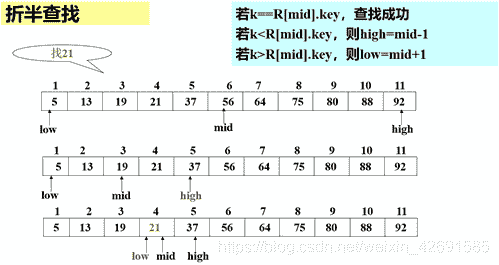 折半查找
若k==R[mid].key，查找成功
若k<R[mid].key，则high=mid-1
若k>R[mid].key，则low=mid+1
找21
1 2 3 4 5 6 7 8 9 10 11
5 13 19 21 37 56 64 75 80 88 92
low mid high
1 2 3 4 5 6 7 8 9 10 11
5 13 19 21 37 56 64 75 80 88 92
low mid high
1 2 3 4 5 6 7 8 9 10 11
5 13 19 21 37 56 64 75 80 88 92
low mid high
https://blog.csdn.net/weixin_42691585